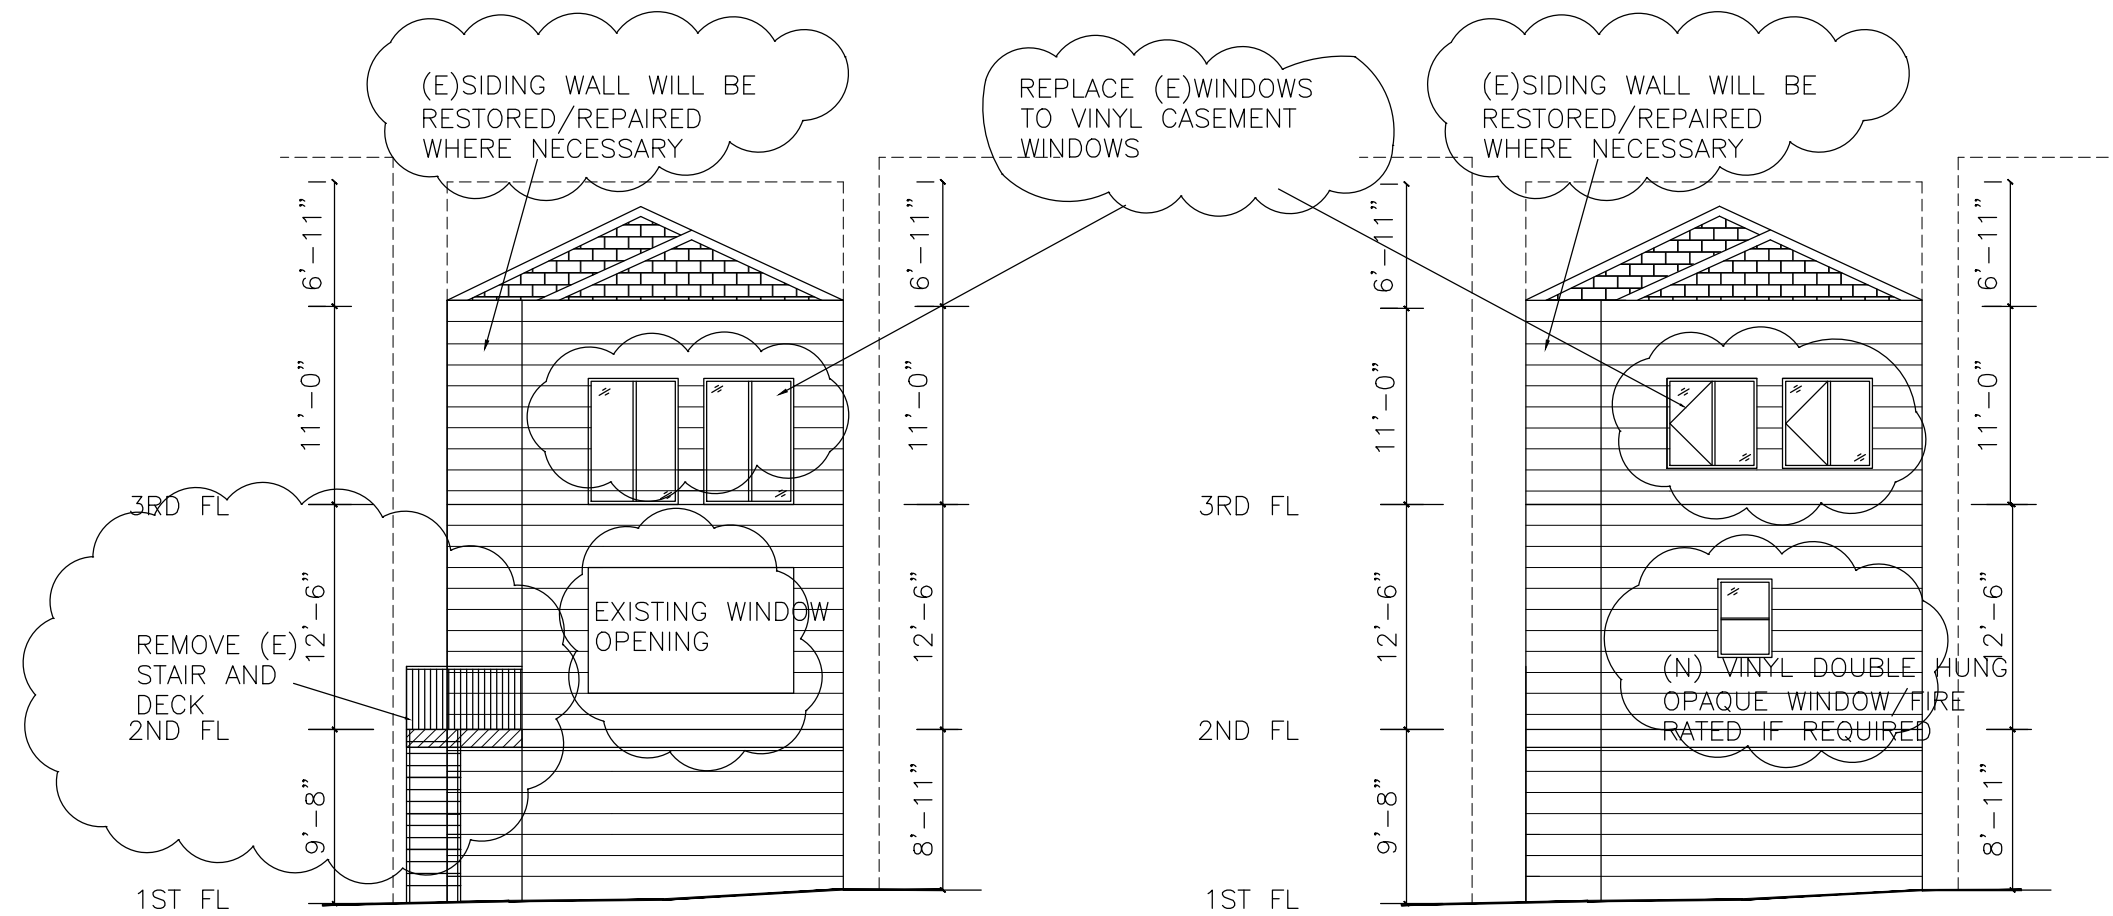 (E)SIDING WALL WILL BE
RESTORED/REPAIRED
WHERE NECESSARY
REPLACE (E)WINDOWS
TO VINYL CASEMENT
WINDOWS
(E)SIDING WALL WILL BE
RESTORED/REPAIRED
WHERE NECESSARY
6'-11"
6'-11"
6'-11"
6'-11"
11'-0"
11'-0"
11'-0"
11'-0"
3RD FL
3RD FL
12'-6"
12'-6"
12'-6"
12'-6"
EXISTING WINDOW
OPENING
REMOVE (E)
STAIR AND
DECK
(N) VINYL DOUBLE HUNG
OPAQUE WINDOW/FIRE
RATED IF REQUIRED
2ND FL
2ND FL
9'-8"
8'-11"
9'-8"
8'-11"
1ST FL
1ST FL